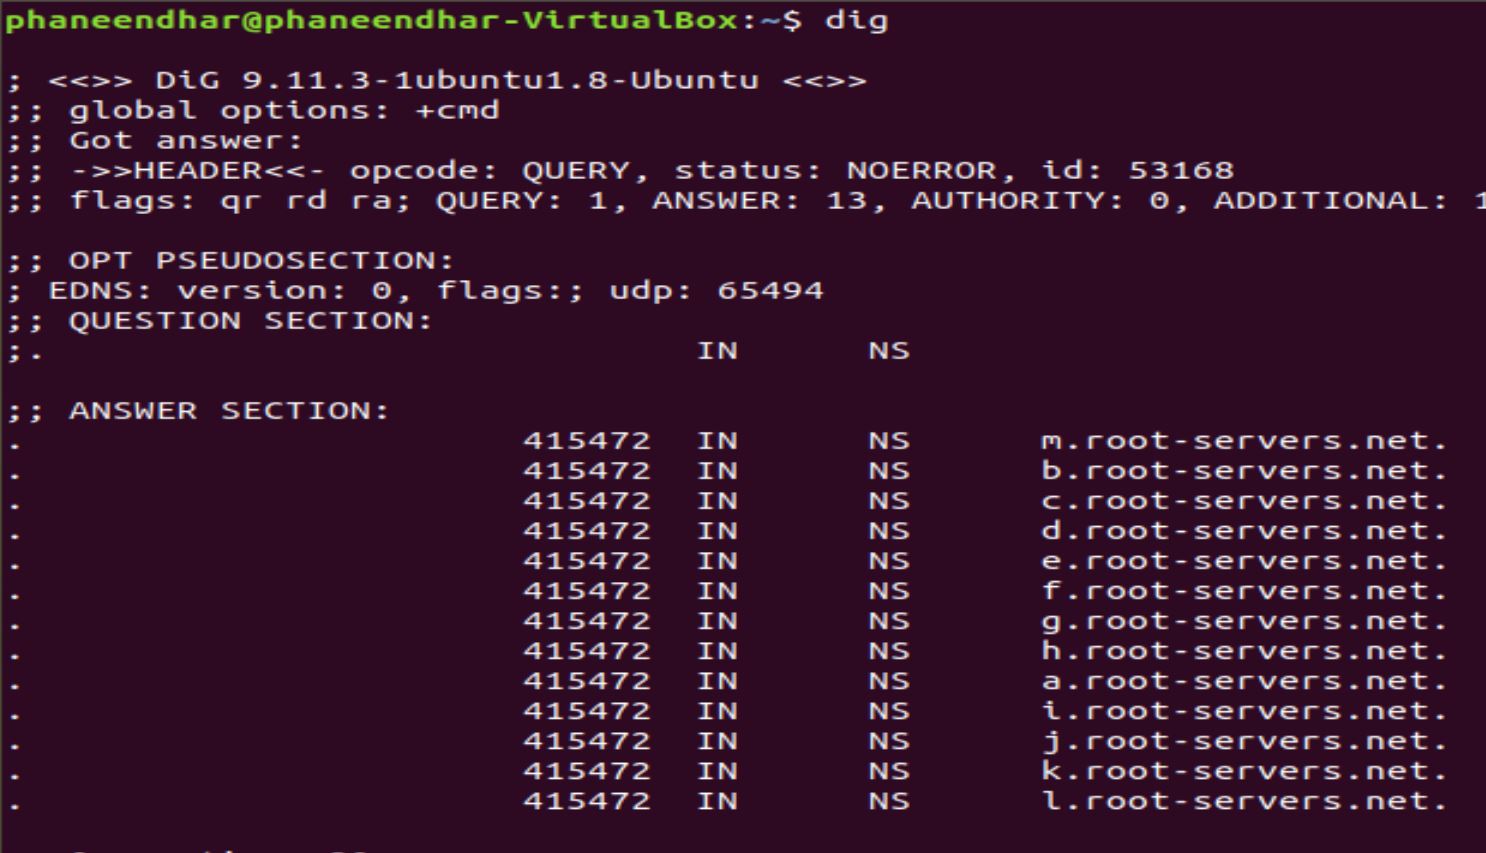 phaneendhar@phaneendhar-VirtualBox:~$ dig
; <<>> DiG 9.11.3-1ubuntu1.8-Ubuntu <<>>
;; global options: +cmd
;; Got answer:
;; ->>HEADER<<- opcode: QUERY, status: NOERROR, id: 53168
;; flags: qr rd ra; QUERY: 1, ANSWER: 13, AUTHORITY: 0, ADDITIONAL: 1
;; OPT PSEUDOSECTION:
; EDNS: version: 0, flags:; udp: 65494
;; QUESTION SECTION:
;. IN NS
;; ANSWER SECTION:
. 415472 IN NS m.root-servers.net.
. 415472 IN NS b.root-servers.net.
. 415472 IN NS c.root-servers.net.
. 415472 IN NS d.root-servers.net.
. 415472 IN NS e.root-servers.net.
. 415472 IN NS f.root-servers.net.
. 415472 IN NS g.root-servers.net.
. 415472 IN NS h.root-servers.net.
. 415472 IN NS a.root-servers.net.
. 415472 IN NS i.root-servers.net.
. 415472 IN NS j.root-servers.net.
. 415472 IN NS k.root-servers.net.
. 415472 IN NS l.root-servers.net.